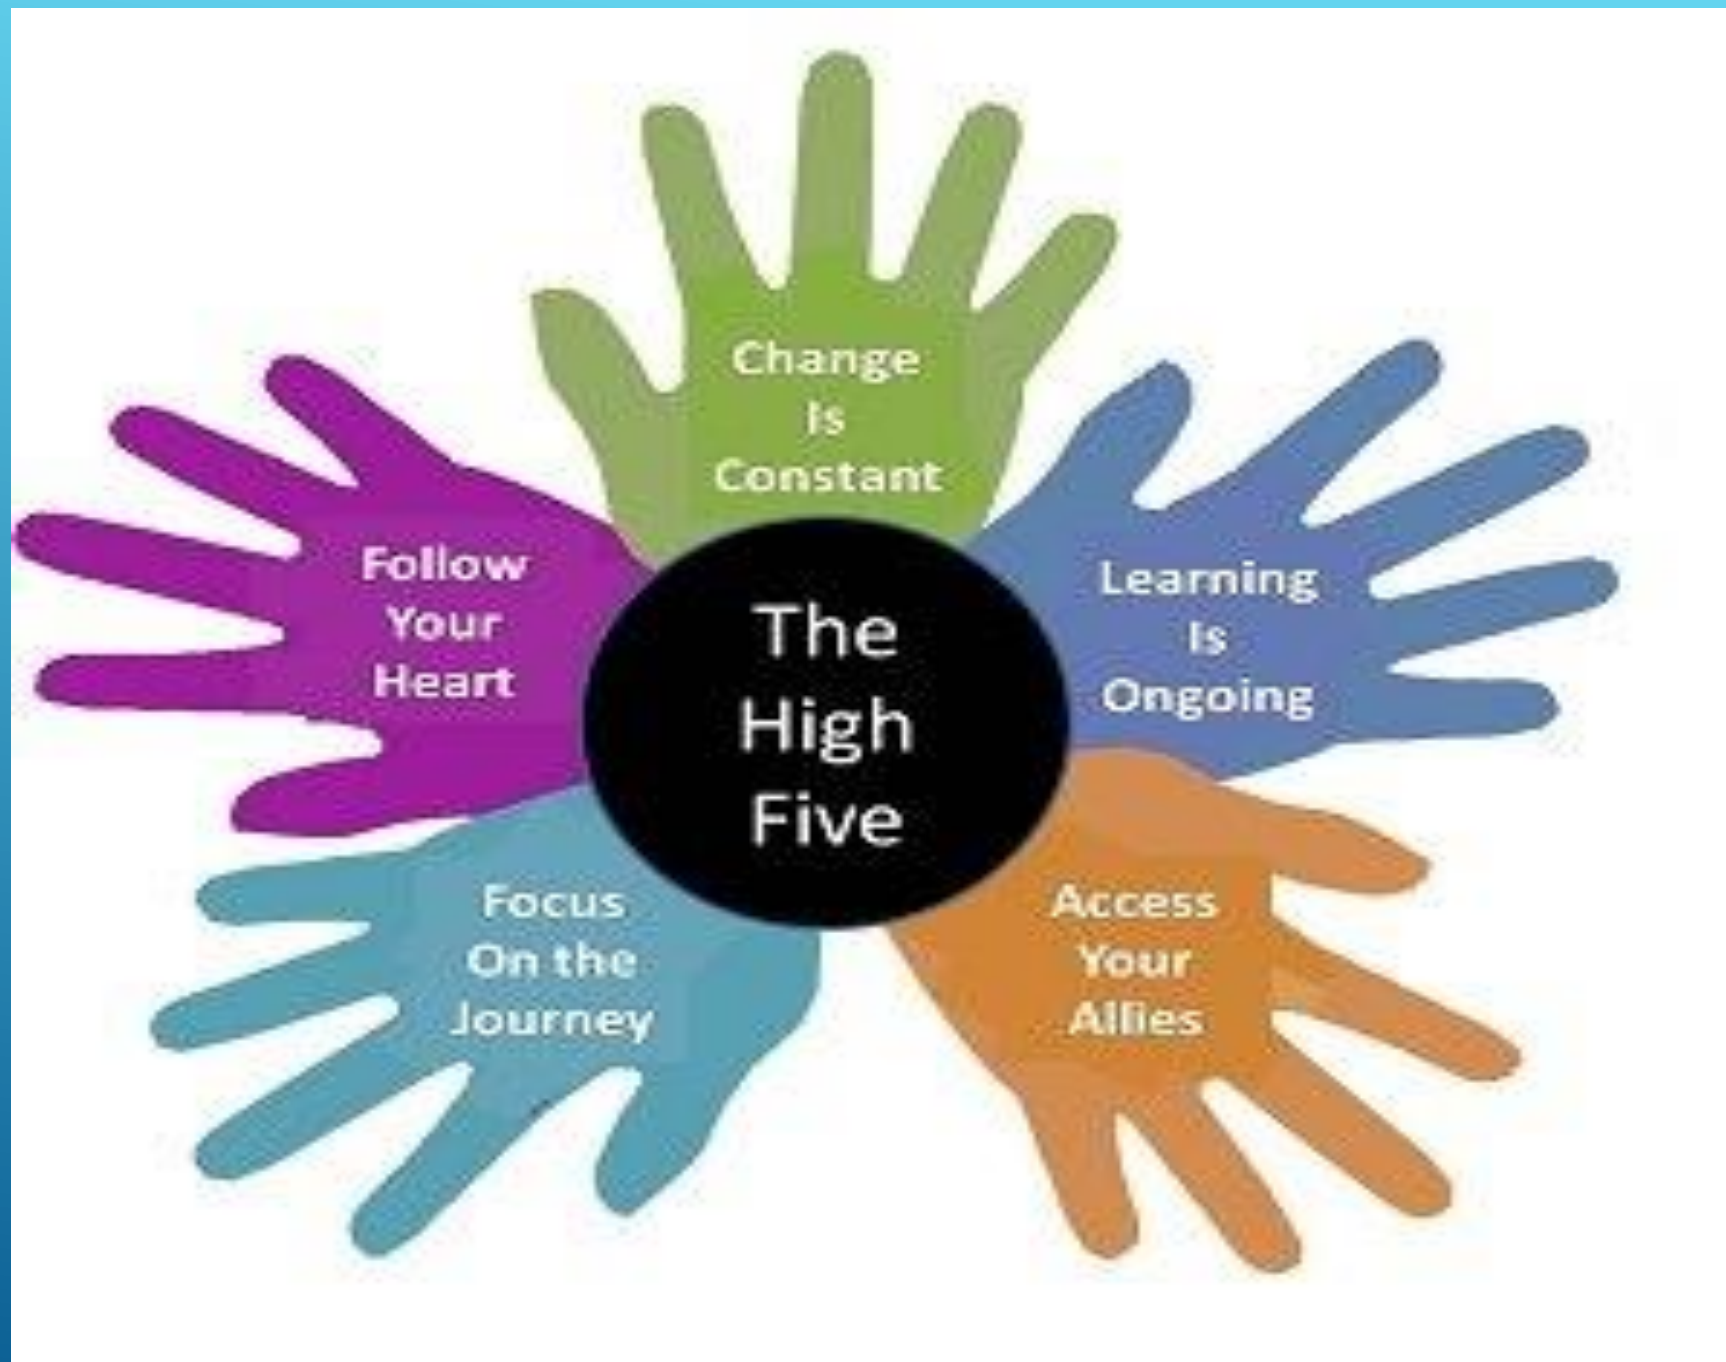 Change
Is
Constant
Learning
Is
Ongoing
Access
Your
Allies
Focus
On the
Journey
Follow
Your
Heart
The
High
Five